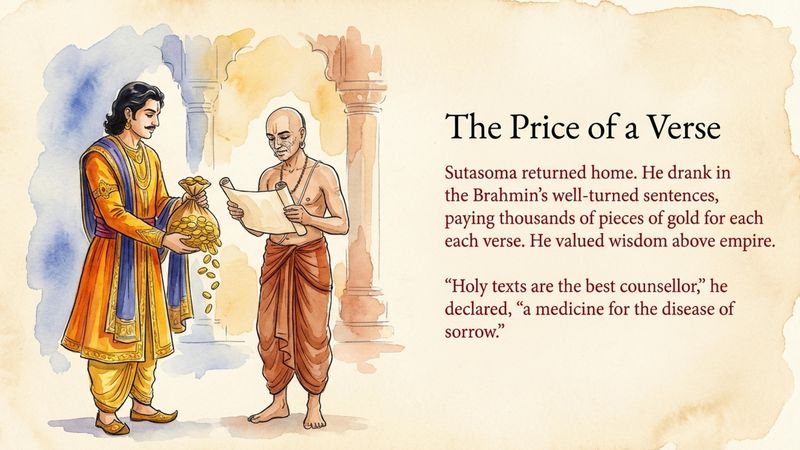 The Price of a Verse
Sutasoma returned home. He drank in
the Brahmin’s well-turned sentences,
paying thousands of pieces of gold for each
each verse. He valued wisdom above empire.
“Holy texts are the best counsellor,” he
declared, “a medicine for the disease of
sorrow.”